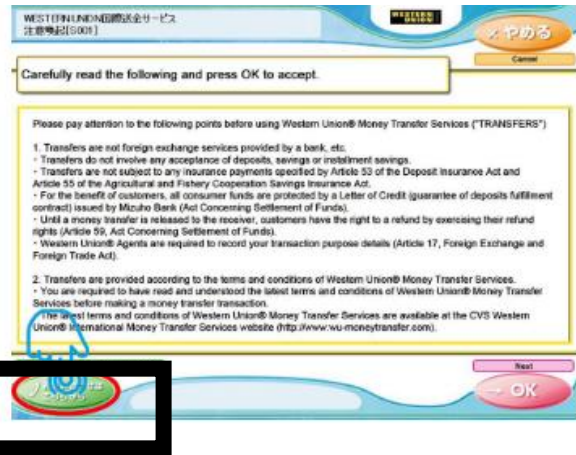 WESTERN UNION国際送金サービス
注意喚起[S001]
WESTERN
UNION
×やめる
Cancel
Carefully read the following and press OK to accept.
Please pay attention to the following points before using Western Union® Money Transfer Services ("TRANSFERS")
1. Transfers are not foreign exchange services provided by a bank, etc.
・Transfers do not involve any acceptance of deposits, savings or installment savings.
・Transfers are not subject to any insurance payments specified by Article 53 of the Deposit Insurance Act and
Article 55 of the Agricultural and Fishery Cooperation Savings Insurance Act.
・For the benefit of customers, all consumer funds are protected by a Letter of Credit (guarantee of deposits fulfillment
contract) issued by Mizuho Bank (Act Concerning Settlement of Funds).
・Until a money transfer is released to the receiver, customers have the right to a refund by exercising their refund
rights (Article 59, Act Concerning Settlement of Funds).
・Western Union® Agents are required to record your transaction purpose details (Article 17, Foreign Exchange and
Foreign Trade Act).
2. Transfers are provided according to the terms and conditions of Western Union® Money Transfer Services.
・You are required to have read and understood the latest terms and conditions of Western Union® Money Transfer
Services before making a money transfer transaction.
The latest terms and conditions of Western Union® Money Transfer Services are available at the CVS Western
Union® International Money Transfer Services website (http://www.wu-moneytransfer.com).
Next
→ OK